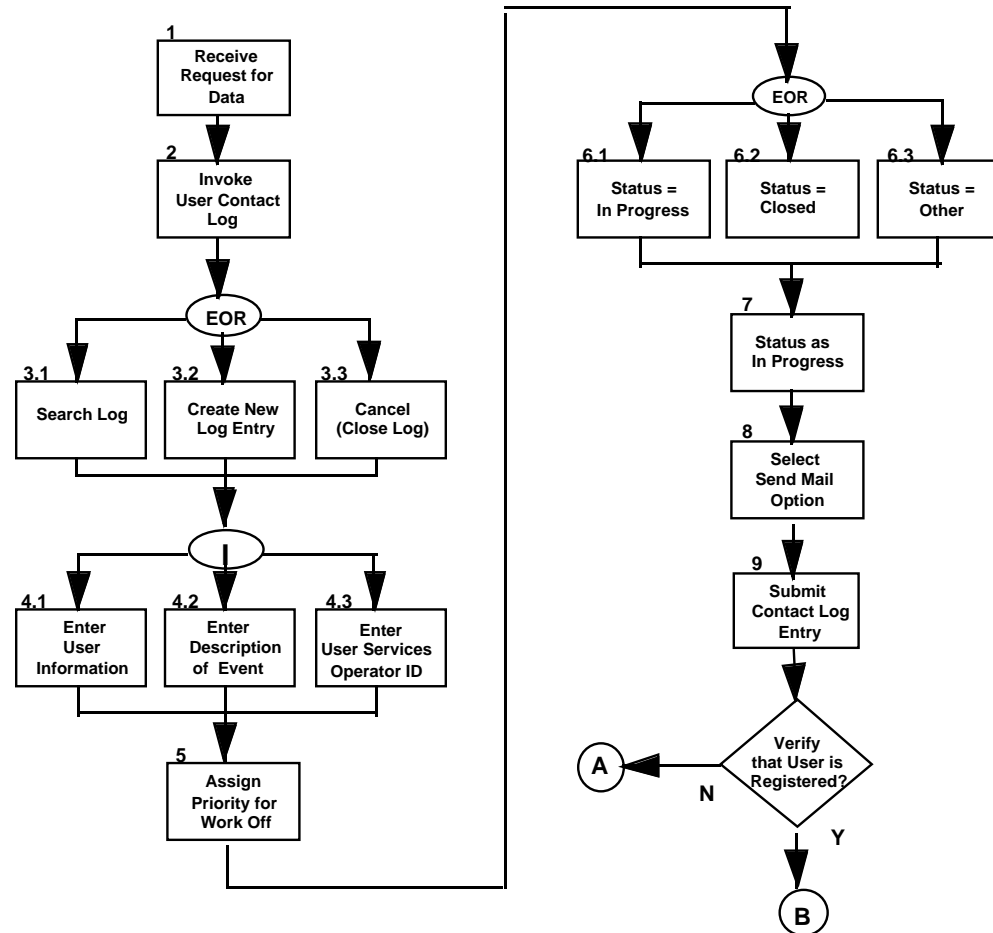 1
Receive
Request for
Data
2
Invoke
User Contact
Log
EOR
3.1
Search Log
3.2
Create New
Log Entry
3.3
Cancel
(Close Log)
I
4.1
Enter
User
Information
4.2
Enter
Description
of Event
4.3
Enter
User Services
Operator ID
5
Assign
Priority for
Work Off
EOR
6.1
Status =
In Progress
6.2
Status =
Closed
6.3
Status =
Other
7
Status as
In Progress
8
Select
Send Mail
Option
9
Submit
Contact Log
Entry
Verify
that User is
Registered?
N
A
Y
B